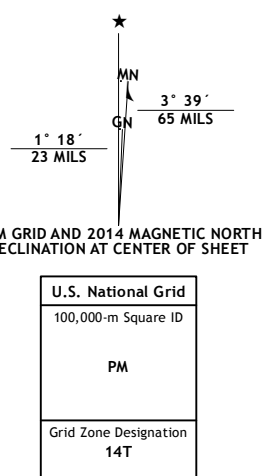 ★
MN
3° 39´
65 MILS
GN
1° 18´
23 MILS
M GRID AND 2014 MAGNETIC NORTH
ECLINATION AT CENTER OF SHEET
U.S. National Grid
100,000-m Square ID
PM
Grid Zone Designation
14T